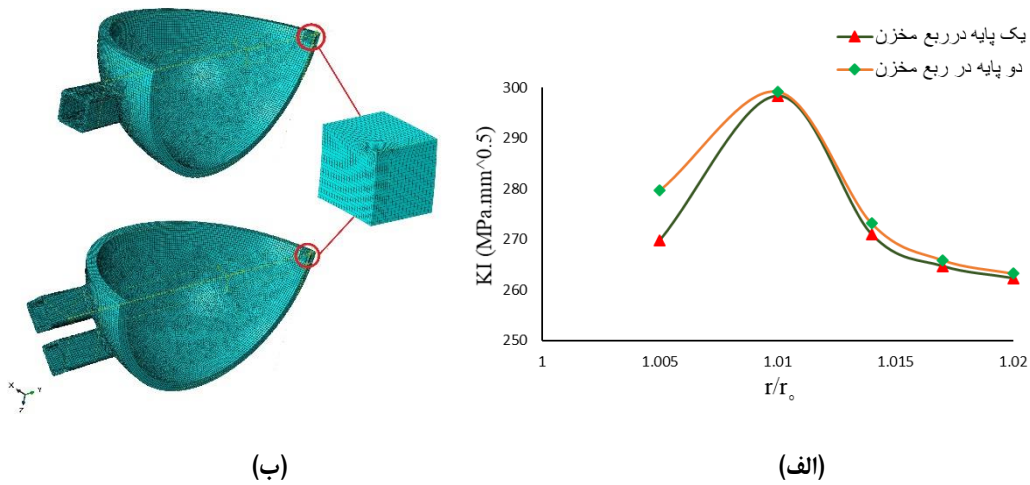 یک پایه درربع مخزن
دو پایه در ربع مخزن
300
290
280
270
260
250
KI (MPa.mm^0.5)
1
1.005
1.01
1.015
1.02
r/r。
X
Y
Z
(الف)
(ب)